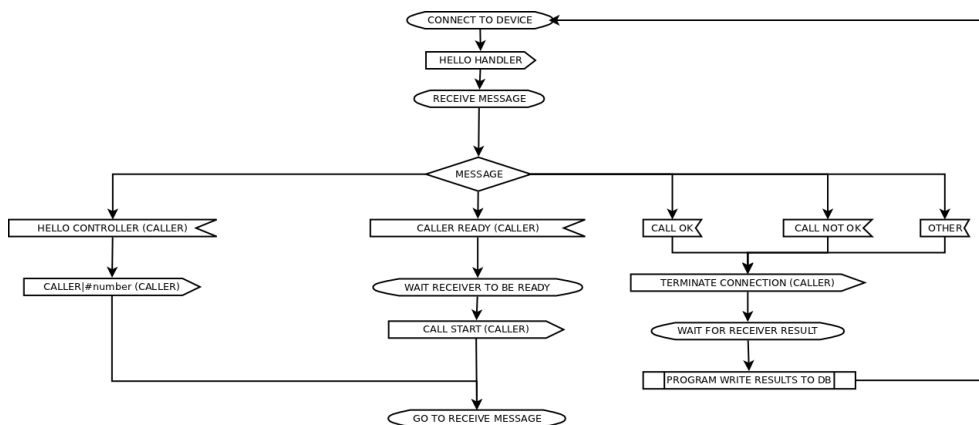 CONNECT TO DEVICE
HELLO HANDLER
RECEIVE MESSAGE
MESSAGE
HELLO CONTROLLER (CALLER)
CALLER READY (CALLER)
CALL OK
CALL NOT OK
OTHER
CALLER|#number (CALLER)
WAIT RECEIVER TO BE READY
TERMINATE CONNECTION (CALLER)
CALL START (CALLER)
WAIT FOR RECEIVER RESULT
PROGRAM WRITE RESULTS TO DB
GO TO RECEIVE MESSAGE